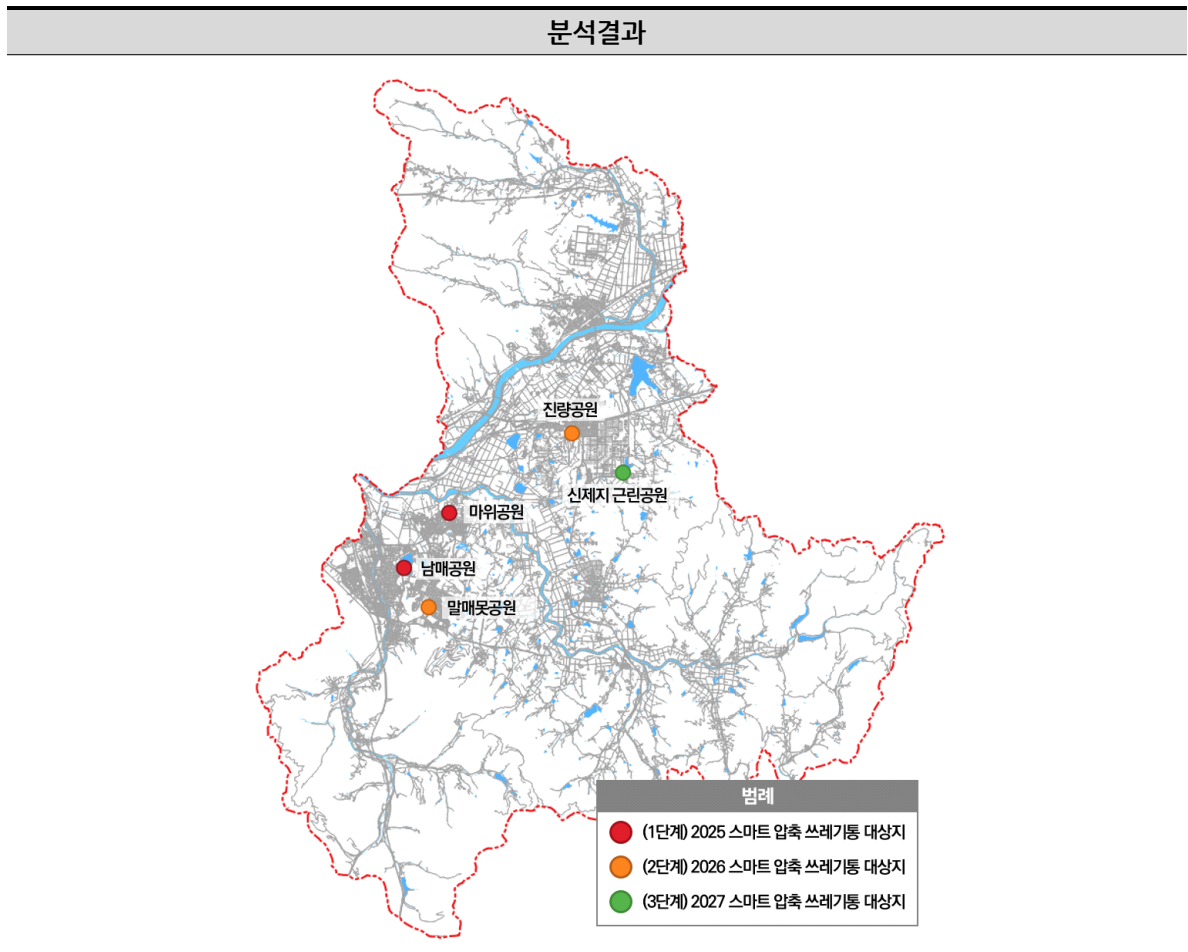 분석결과
진량공원
신제지 근린공원
마위공원
남매공원
말매못공원
범례
(1단계) 2025 스마트 압축 쓰레기통 대상지
(2단계) 2026 스마트 압축 쓰레기통 대상지
(3단계) 2027 스마트 압축 쓰레기통 대상지